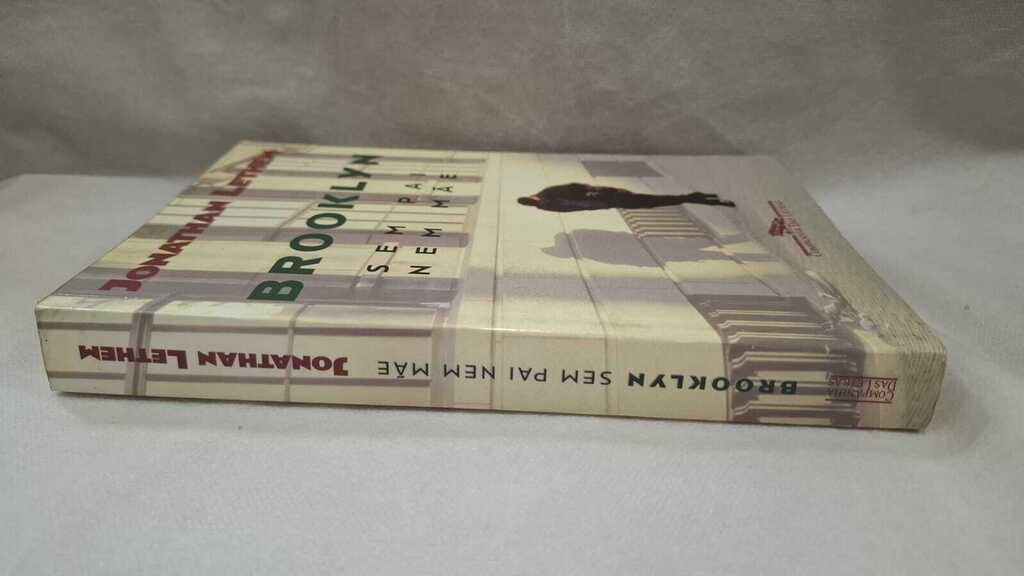 JONATHAN LETHEM
BROOKLYN
SEM PAI
NEM MÃE
JONATHAN LETHEM
BROOKLYN SEM PAI NEM MÃE
COMPANHIA
DAS LETRAS